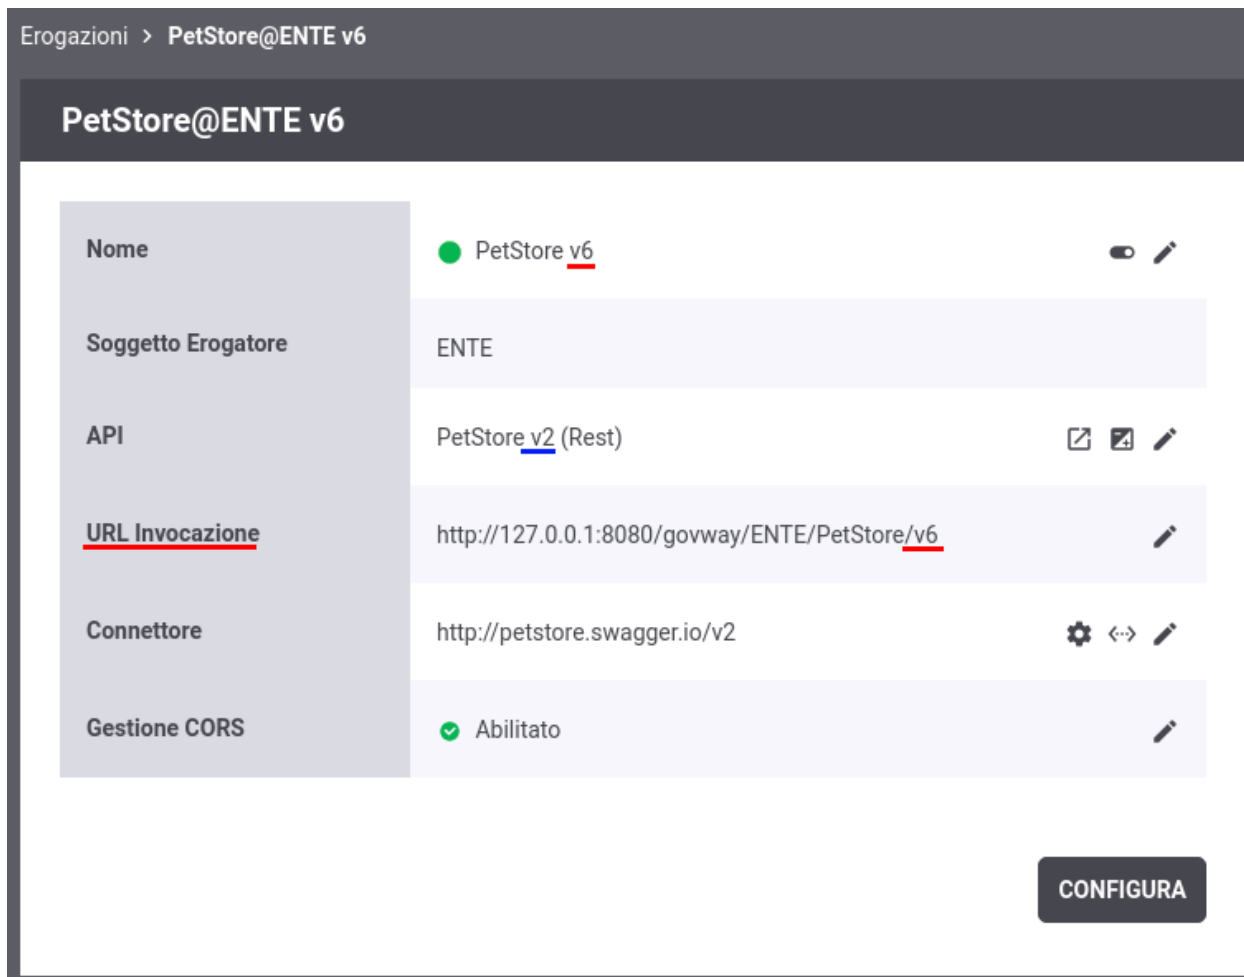 Erogazioni > PetStore@ENTE v6
PetStore@ENTE v6
Nome PetStore v6
Soggetto Erogatore ENTE
API PetStore v2 (Rest)
URL Invocazione http://127.0.0.1:8080/govway/ENTE/PetStore/v6
Connettore http://petstore.swagger.io/v2
Gestione CORS Abilitato
CONFIGURA